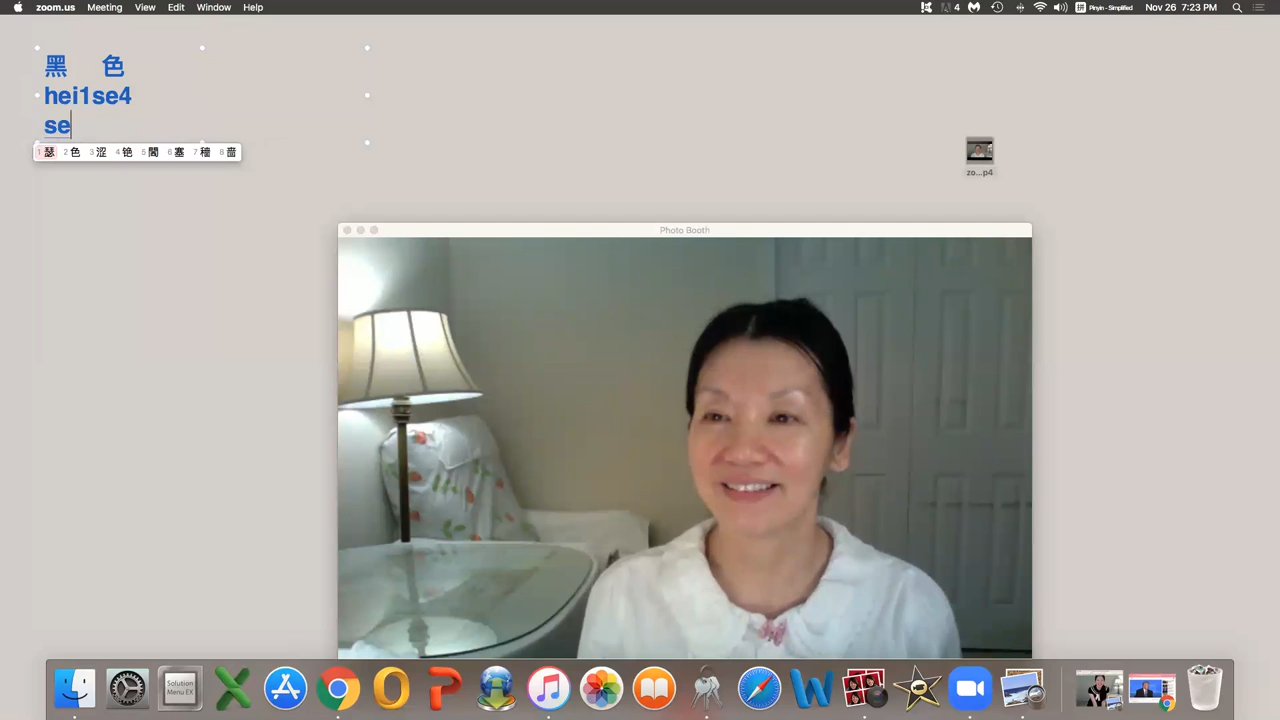 zoom.us Meeting View Edit Window Help
4 拼 Pinyin - Simplified Nov 26 7:23 PM
黑 色
hei1se4
se
1 瑟 2 色 3 涩 4 铯 5 閪 6 塞 7 穑 8 啬
zo...p4
Photo Booth
Solution
Menu EX